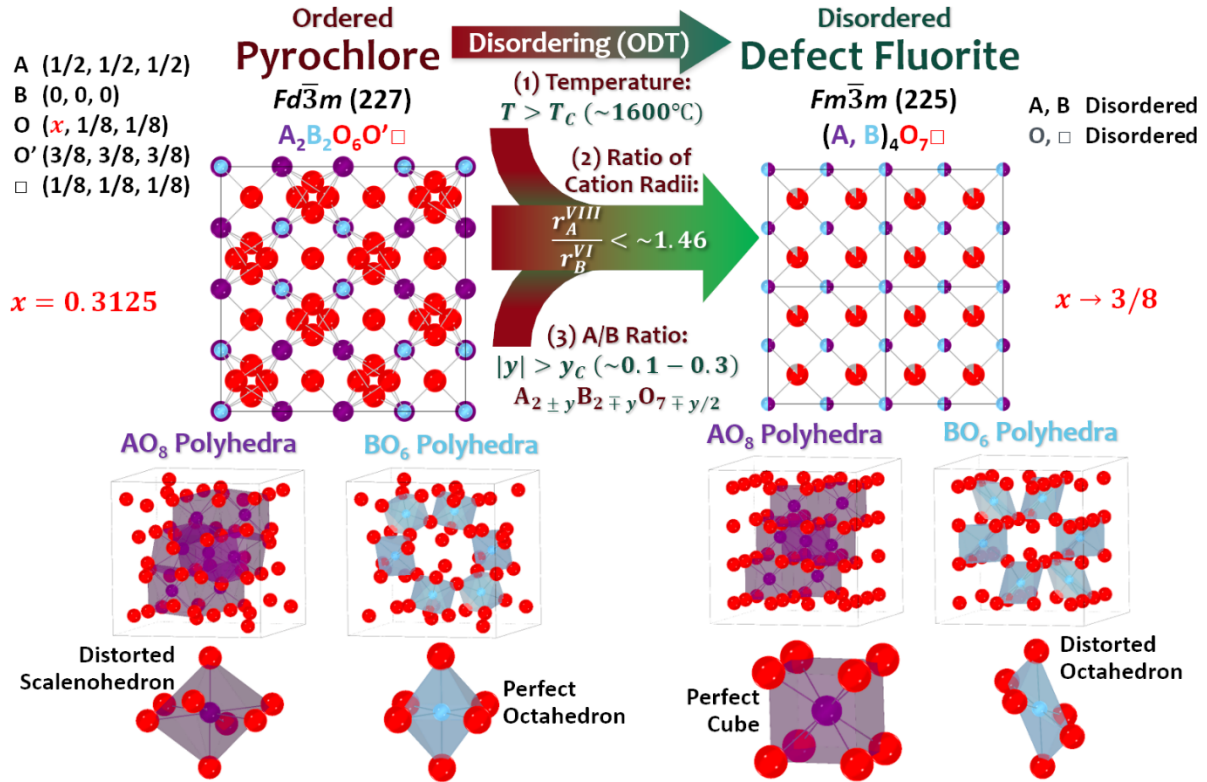 Ordered
Pyrochlore
Fd3̅m (227)
A₂B₂O₆O'□
A (1/2, 1/2, 1/2)
B (0, 0, 0)
O (x, 1/8, 1/8)
O' (3/8, 3/8, 3/8)
□ (1/8, 1/8, 1/8)
x = 0.3125
Disordering (ODT)
(1) Temperature:
T > T_C (~1600℃)
(2) Ratio of
Cation Radii:
r_A^VIII / r_B^VI < ~1.46
(3) A/B Ratio:
|y| > y_C (~0.1 − 0.3)
A₂ ± y B₂ ∓ y O₇ ∓ y/2
Disordered
Defect Fluorite
Fm3̅m (225)
(A, B)₄O₇□
A, B Disordered
O, □ Disordered
x → 3/8
AO₈ Polyhedra
BO₆ Polyhedra
AO₈ Polyhedra
BO₆ Polyhedra
Distorted
Scalenohedron
Perfect
Octahedron
Perfect
Cube
Distorted
Octahedron